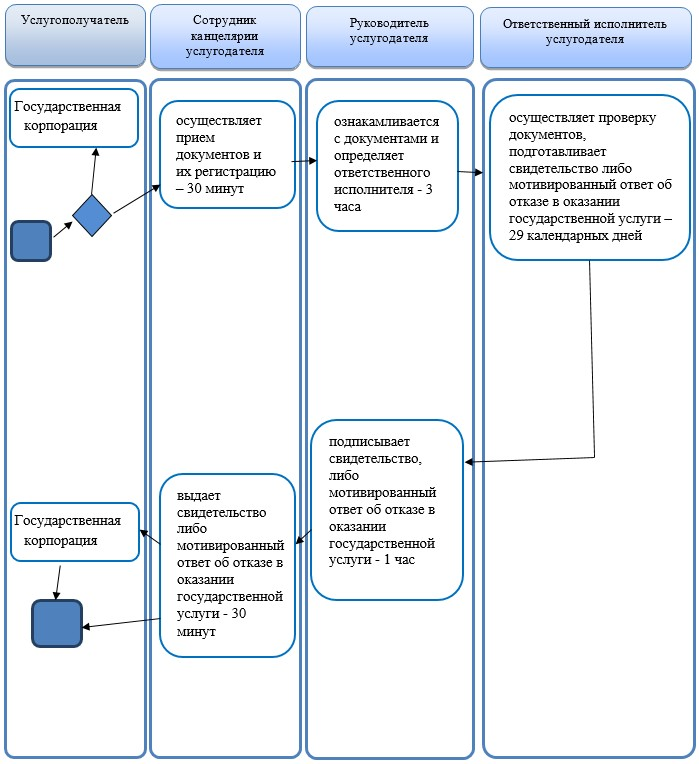 Услугополучатель
Сотрудник
канцелярии
услугодателя
Руководитель
услугодателя
Ответственный исполнитель
услугодателя
Государственная
корпорация
осуществляет
прием
документов и
их регистрацию
– 30 минут
ознакамливается
с документами и
определяет
ответственного
исполнителя - 3
часа
осуществляет проверку
документов,
подготавливает
свидетельство либо
мотивированный ответ об
отказе в оказании
государственной услуги –
29 календарных дней
подписывает
свидетельство,
либо
мотивированный
ответ об отказе в
оказании
государственной
услуги - 1 час
выдает
свидетельство
либо
мотивированный
ответ об отказе в
оказании
государственной
услуги - 30
минут
Государственная
корпорация